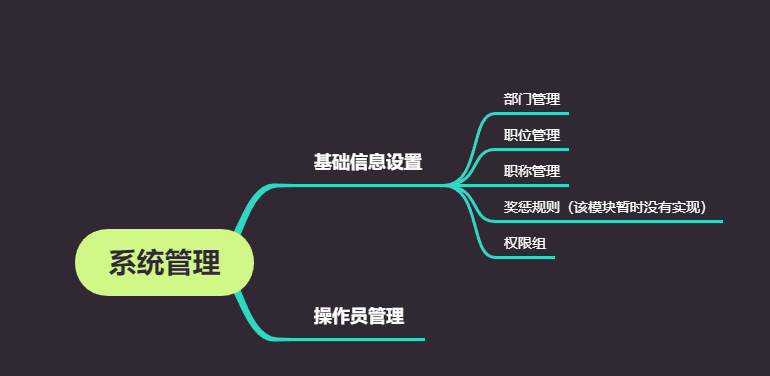 系统管理
基础信息设置
部门管理
职位管理
职称管理
奖惩规则（该模块暂时没有实现）
权限组
操作员管理